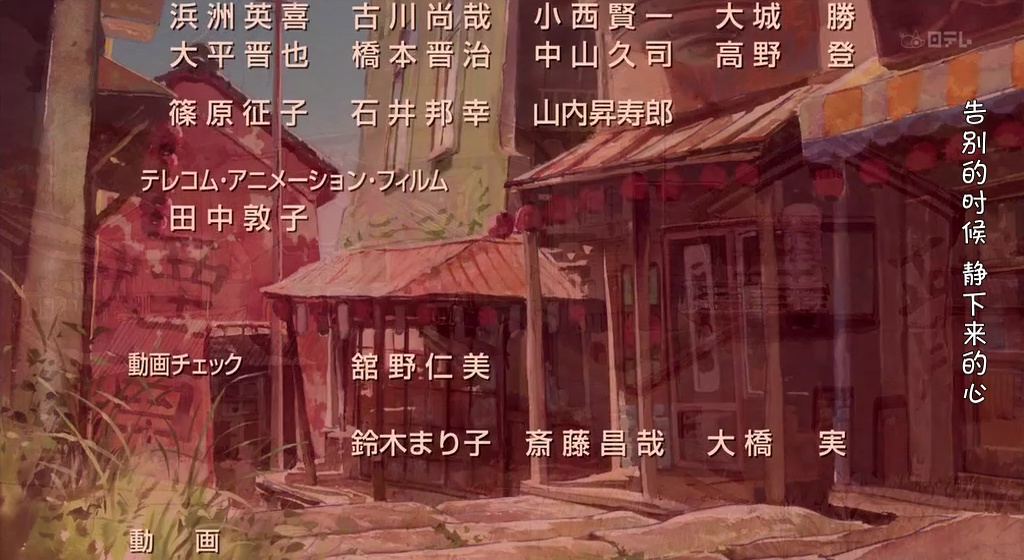 浜洲英喜 古川尚哉 小西賢一 大城 勝
大平晋也 橋本晋治 中山久司 高野 登
篠原征子 石井邦幸 山内昇寿郎
テレコム・アニメーション・フィルム
田中敦子
動画チェック 舘野仁美
鈴木まり子 斎藤昌哉 大橋 実
動 画
日テレ
告别的时候 静下来的心